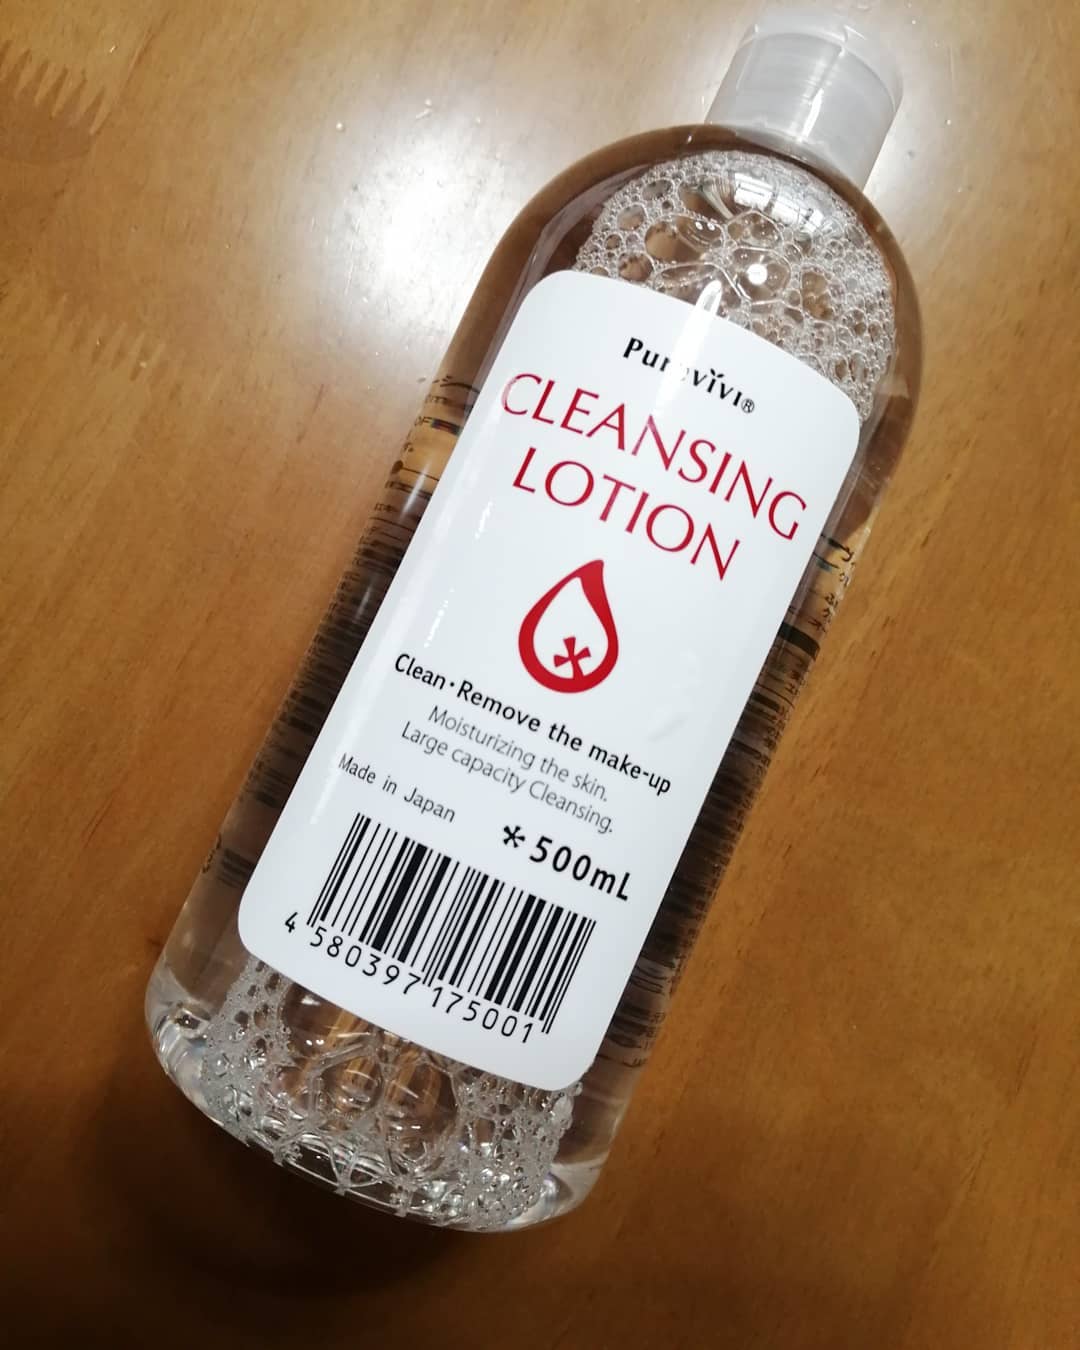 Purevivi®
CLEANSING
LOTION
Clean・Remove the make-up
Moisturizing the skin.
Large capacity Cleansing.
Made in Japan
*500mL
4 580397 175001